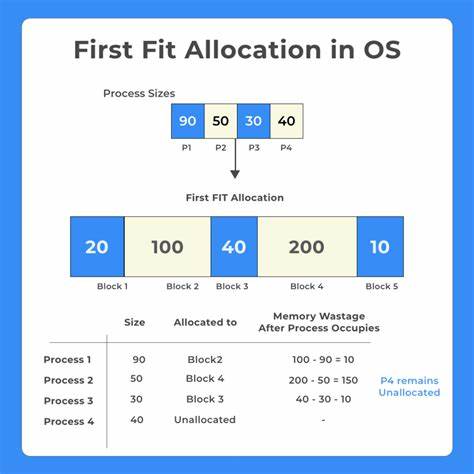 First Fit Allocation in OS
Process Sizes
90 50 30 40
P1 P2 P3 P4
First FIT Allocation
20 100 40 200 10
Block 1 Block 2 Block 3 Block 4 Block 5
Size Allocated to Memory Wastage
After Process Occupies
Process 1 90 Block2 100 - 90 = 10
Process 2 50 Block 4 200 - 50 = 150 P4 remains
Unallocated
Process 3 30 Block 3 40 - 30 - 10
Process 4 40 Unallocated -